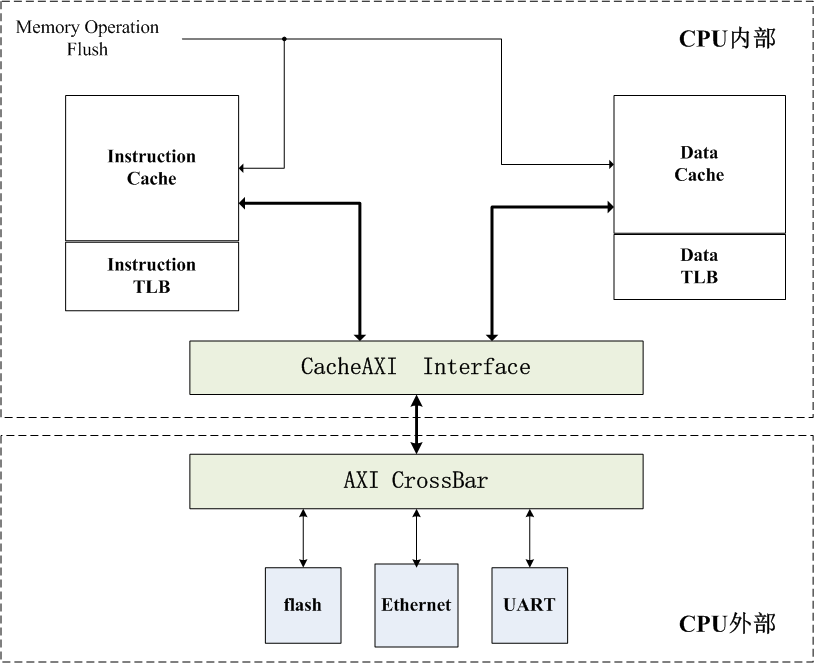 Memory Operation
Flush
CPU内部
Instruction
Cache
Data
Cache
Instruction
TLB
Data
TLB
CacheAXI Interface
AXI CrossBar
flash
Ethernet
UART
CPU外部